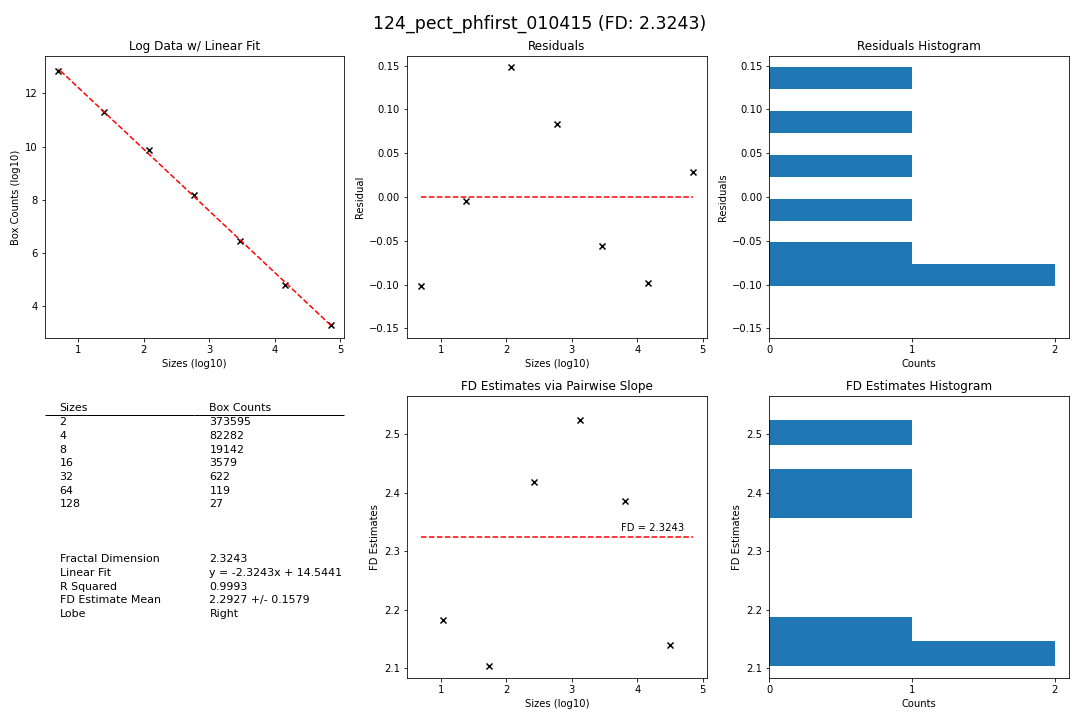 124_pect_phfirst_010415 (FD: 2.3243)
Log Data w/ Linear Fit
Box Counts (log10)
12
10
8
6
4
1 2 3 4 5
Sizes (log10)
Residuals
Residual
0.15
0.10
0.05
0.00
−0.05
−0.10
−0.15
1 2 3 4 5
Sizes (log10)
Residuals Histogram
Residuals
0.15
0.10
0.05
0.00
−0.05
−0.10
−0.15
0 1 2
Counts
Sizes Box Counts
2 373595
4 82282
8 19142
16 3579
32 622
64 119
128 27
Fractal Dimension 2.3243
Linear Fit y = -2.3243x + 14.5441
R Squared 0.9993
FD Estimate Mean 2.2927 +/- 0.1579
Lobe Right
FD Estimates via Pairwise Slope
FD Estimates
2.5
2.4
2.3
2.2
2.1
FD = 2.3243
1 2 3 4 5
Sizes (log10)
FD Estimates Histogram
FD Estimates
2.5
2.4
2.3
2.2
2.1
0 1 2
Counts